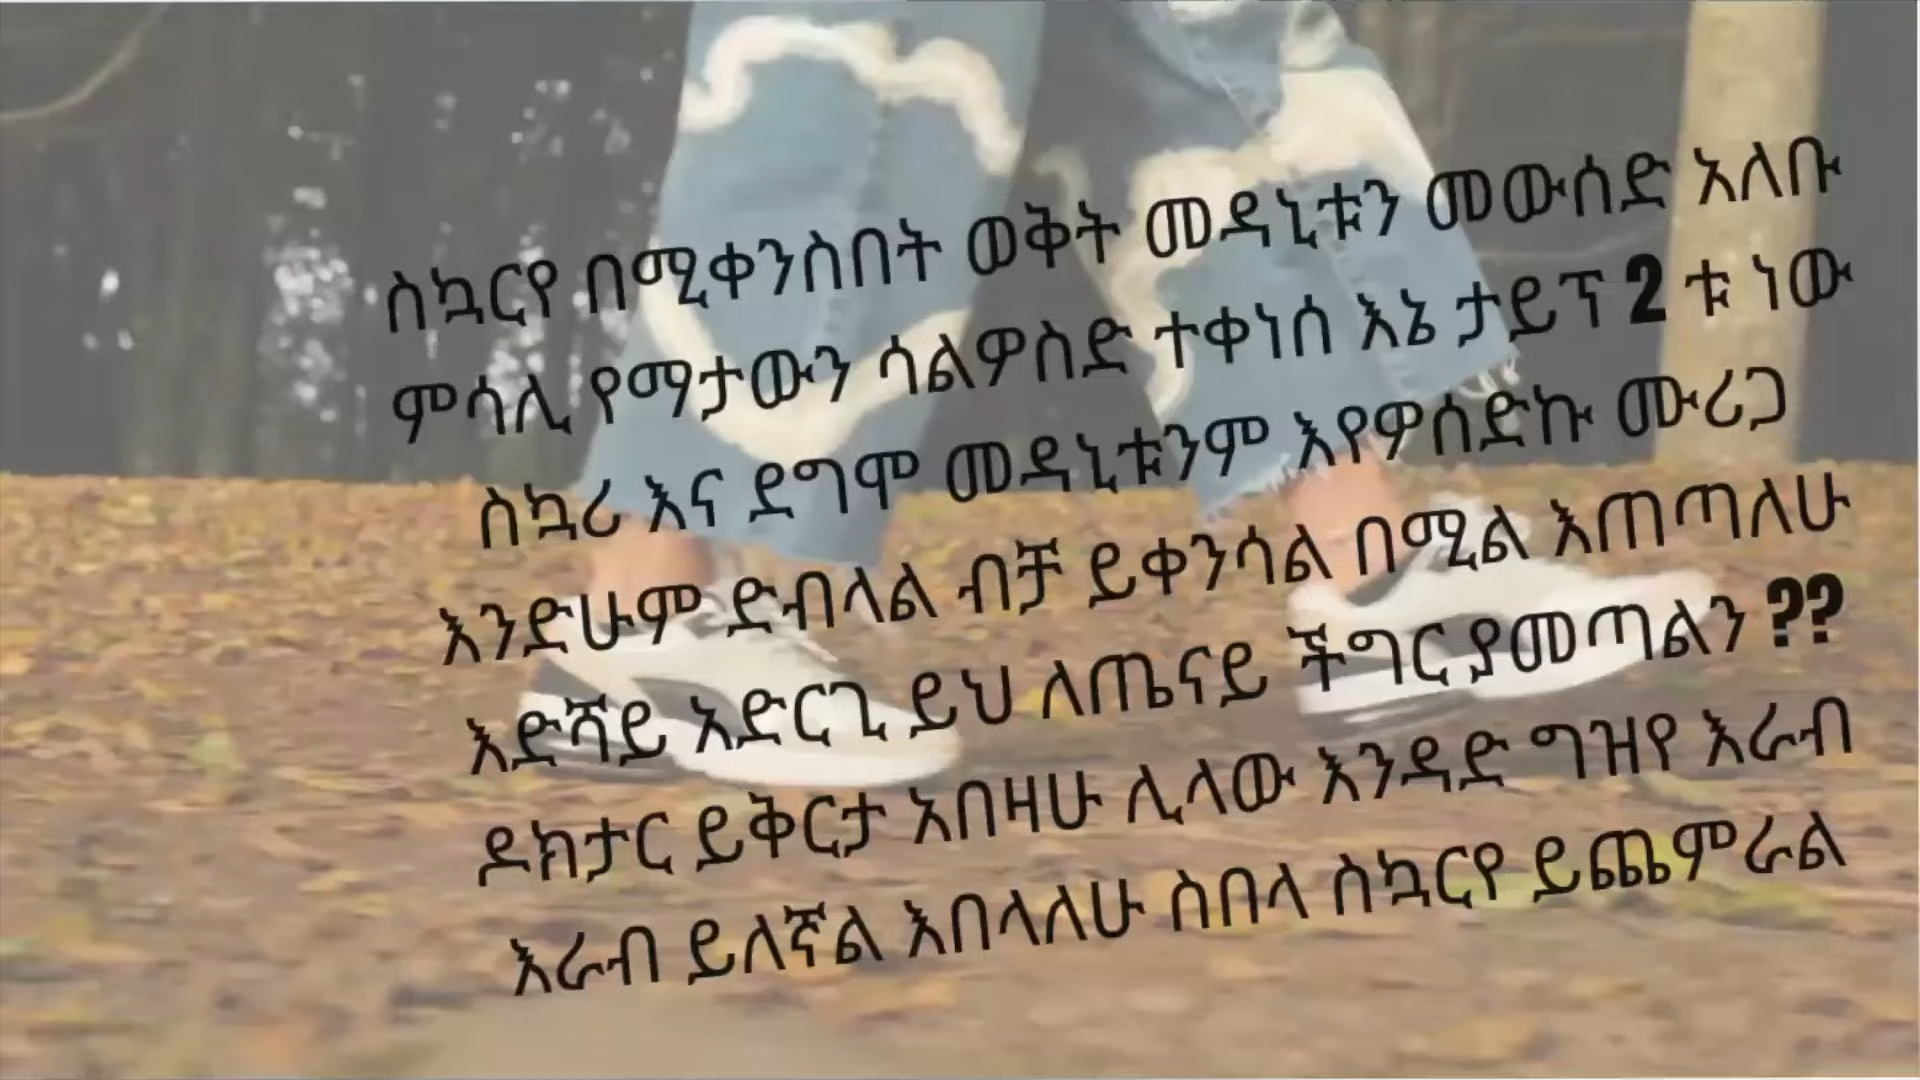 ስኳርየ በሚቀንስበት ወቅት መዳኒቱን መውሰድ አለቡ
ምሳሊ የማታውን ሳልዎስድ ተቀነሰ እኔ ታይፕ 2 ቱ ነው
ስኳሪ እና ደግሞ መዳኒቱንም እየዎሰድኩ ሙሪጋ
እንድሁም ድብላል ብቻ ይቀንሳል በሚል እጠጣለሁ
እድሻይ አድርጊ ይህ ለጤናይ ችግር ያመጣልን ??
ዶክታር ይቅርታ አበዛሁ ሊላው እንዳድ ግዝየ እራብ
እራብ ይለኛል እበላለሁ ስበላ ስኳርየ ይጨምራል